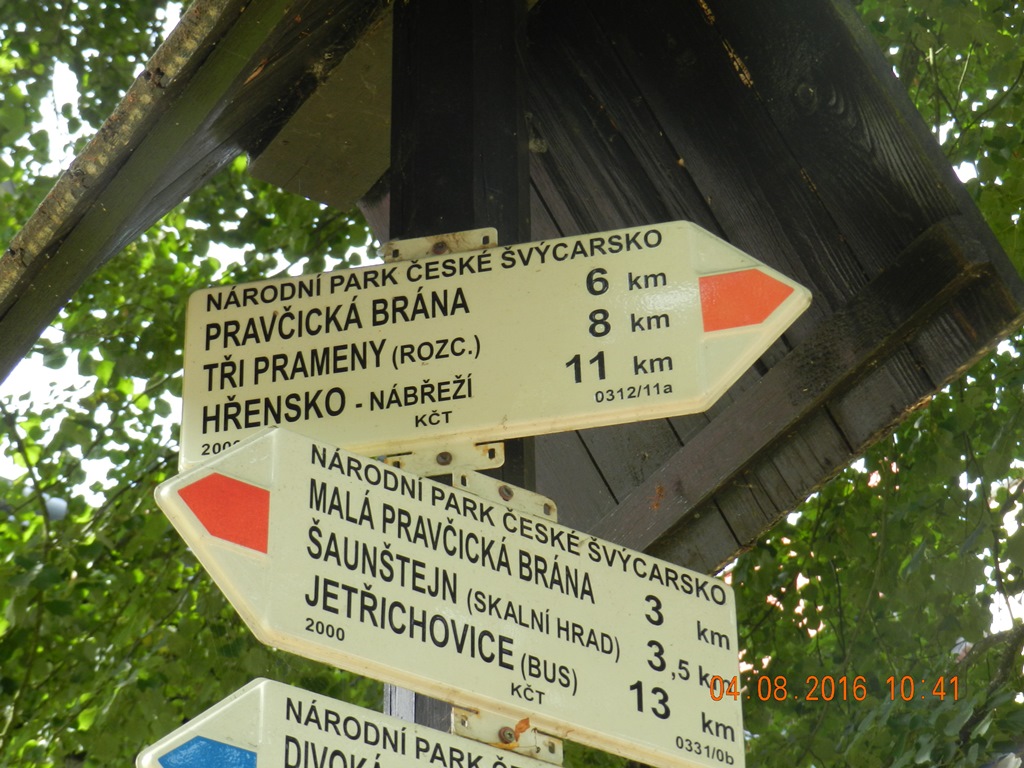 NÁRODNÍ PARK ČESKÉ ŠVÝCARSKO
PRAVČICKÁ BRÁNA 6 km
TŘI PRAMENY (ROZC.) 8 km
HŘENSKO - NÁBŘEŽÍ 11 km
KČT 0312/11a
NÁRODNÍ PARK ČESKÉ ŠVÝCARSKO
MALÁ PRAVČICKÁ BRÁNA 3 km
ŠAUNŠTEJN (SKALNÍ HRAD) 3,5 km
JETŘICHOVICE (BUS) 13 km
2000 KČT 0331/0b
04.08.2016 10:41
NÁRODNÍ PARK